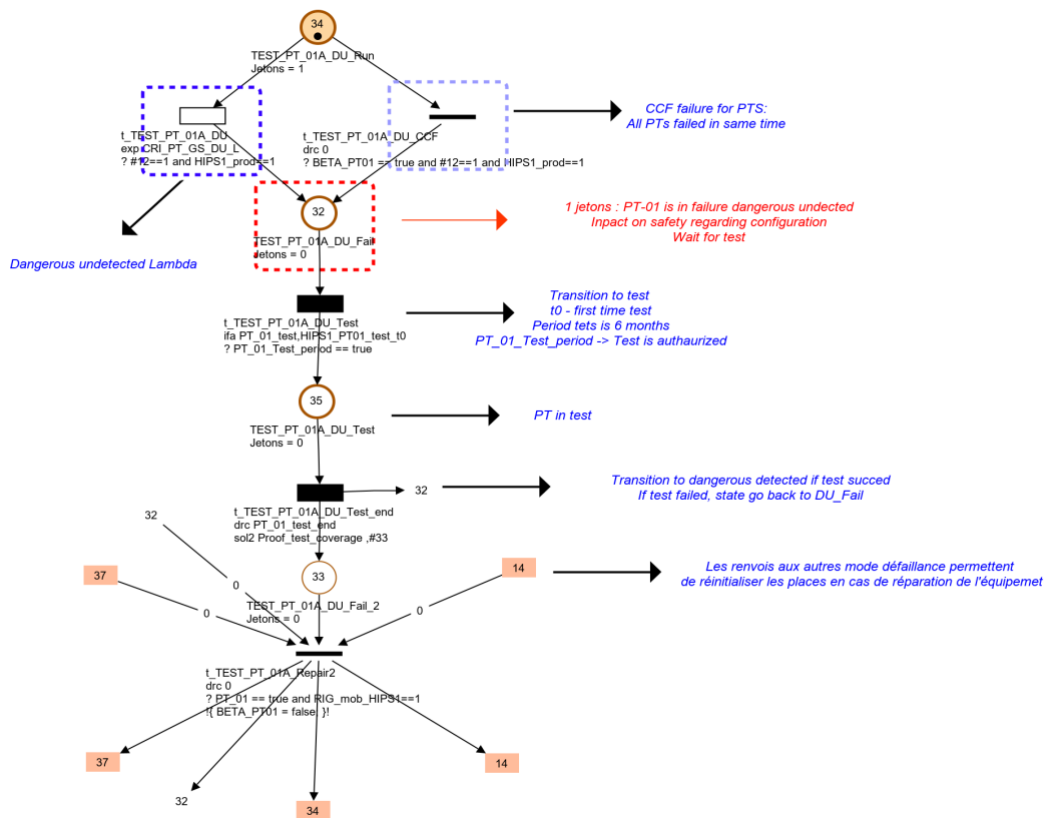 34
TEST_PT_01A_DU_Run
Jetons = 1
t_TEST_PT_01A_DU
exp CRI_PT_GS_DU_L
? #12==1 and HIPS1_prod==1
t_TEST_PT_01A_DU_CCF
drc 0
? BETA_PT01 == true and #12==1 and HIPS1_prod==1
CCF failure for PTS:
All PTs failed in same time
32
TEST_PT_01A_DU_Fail
Jetons = 0
1 jetons : PT-01 is in failure dangerous undected
Inpact on safety regarding configuration
Wait for test
Dangerous undetected Lambda
t_TEST_PT_01A_DU_Test
ifa PT_01_test,HIPS1_PT01_test_t0
? PT_01_Test_period == true
Transition to test
t0 - first time test
Period tets is 6 months
PT_01_Test_period -> Test is authaurized
35
TEST_PT_01A_DU_Test
Jetons = 0
PT in test
32
t_TEST_PT_01A_DU_Test_end
drc PT_01_test_end
sol2 Proof_test_coverage ,#33
Transition to dangerous detected if test succed
If test failed, state go back to DU_Fail
32
37
0
0
33
14
0
TEST_PT_01A_DU_Fail_2
Jetons = 0
Les renvois aux autres mode défaillance permettent
de réinitialiser les places en cas de réparation de l'équipemet
t_TEST_PT_01A_Repair2
drc 0
? PT_01 == true and RIG_mob_HIPS1==1
!{ BETA_PT01 = false, }!
37
32
34
14